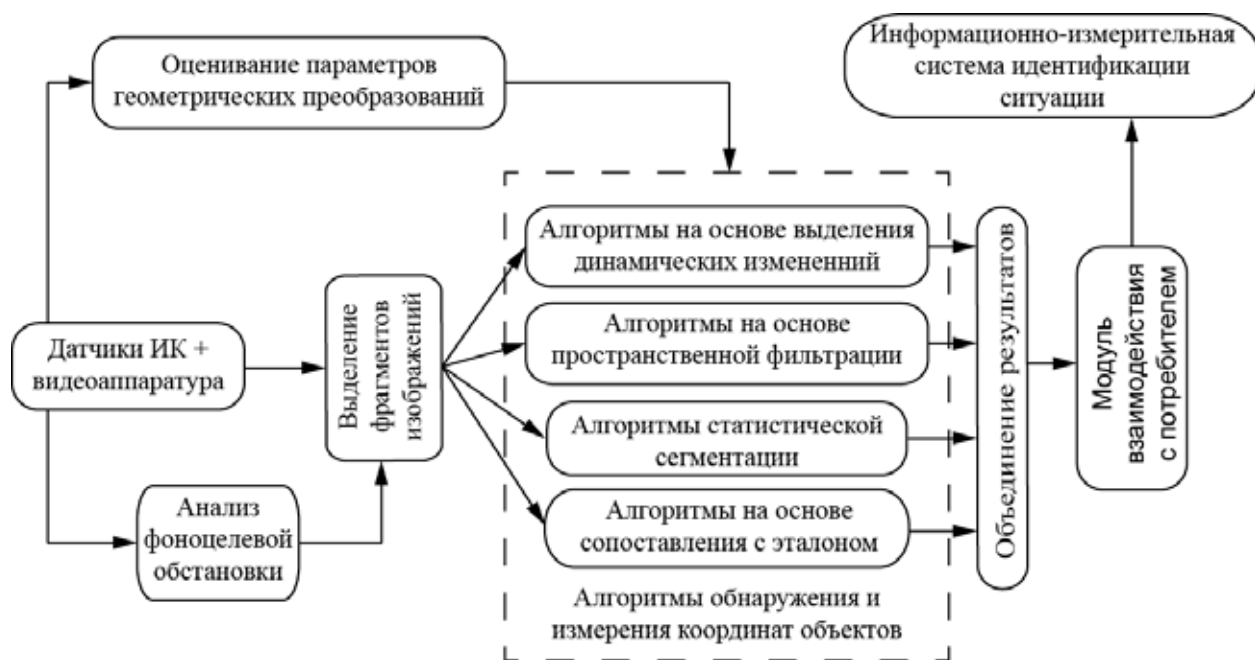 Оценивание параметров
геометрических преобразований
Информационно-измерительная
система идентификации
ситуации
Датчики ИК +
видеоаппаратура
Анализ
фоноцелевой
обстановки
Выделение
фрагментов
изображений
Алгоритмы на основе выделения
динамических измененний
Алгоритмы на основе
пространственной фильтрации
Алгоритмы статистической
сегментации
Алгоритмы на основе
сопоставления с эталоном
Алгоритмы обнаружения и
измерения координат объектов
Объединение результатов
Модуль
взаимодействия
с потребителем